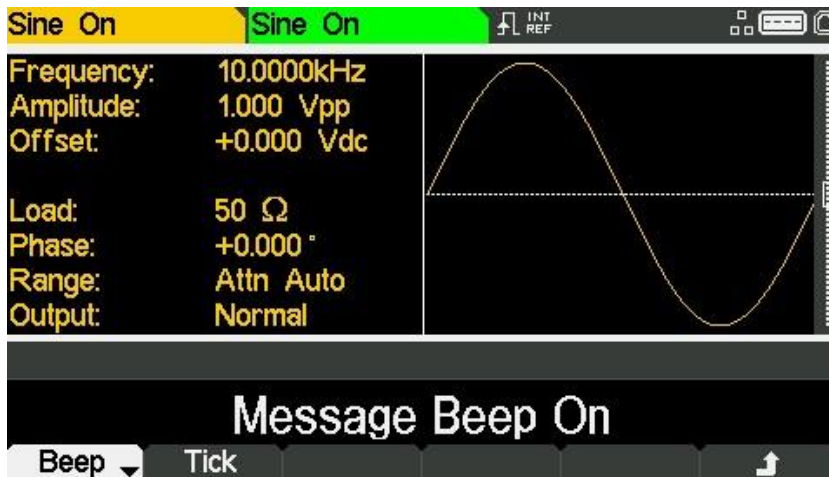 Sine On Sine On INT REF
Frequency: 10.0000kHz
Amplitude: 1.000 Vpp
Offset: +0.000 Vdc
Load: 50 Ω
Phase: +0.000°
Range: Attn Auto
Output: Normal
Message Beep On
Beep Tick